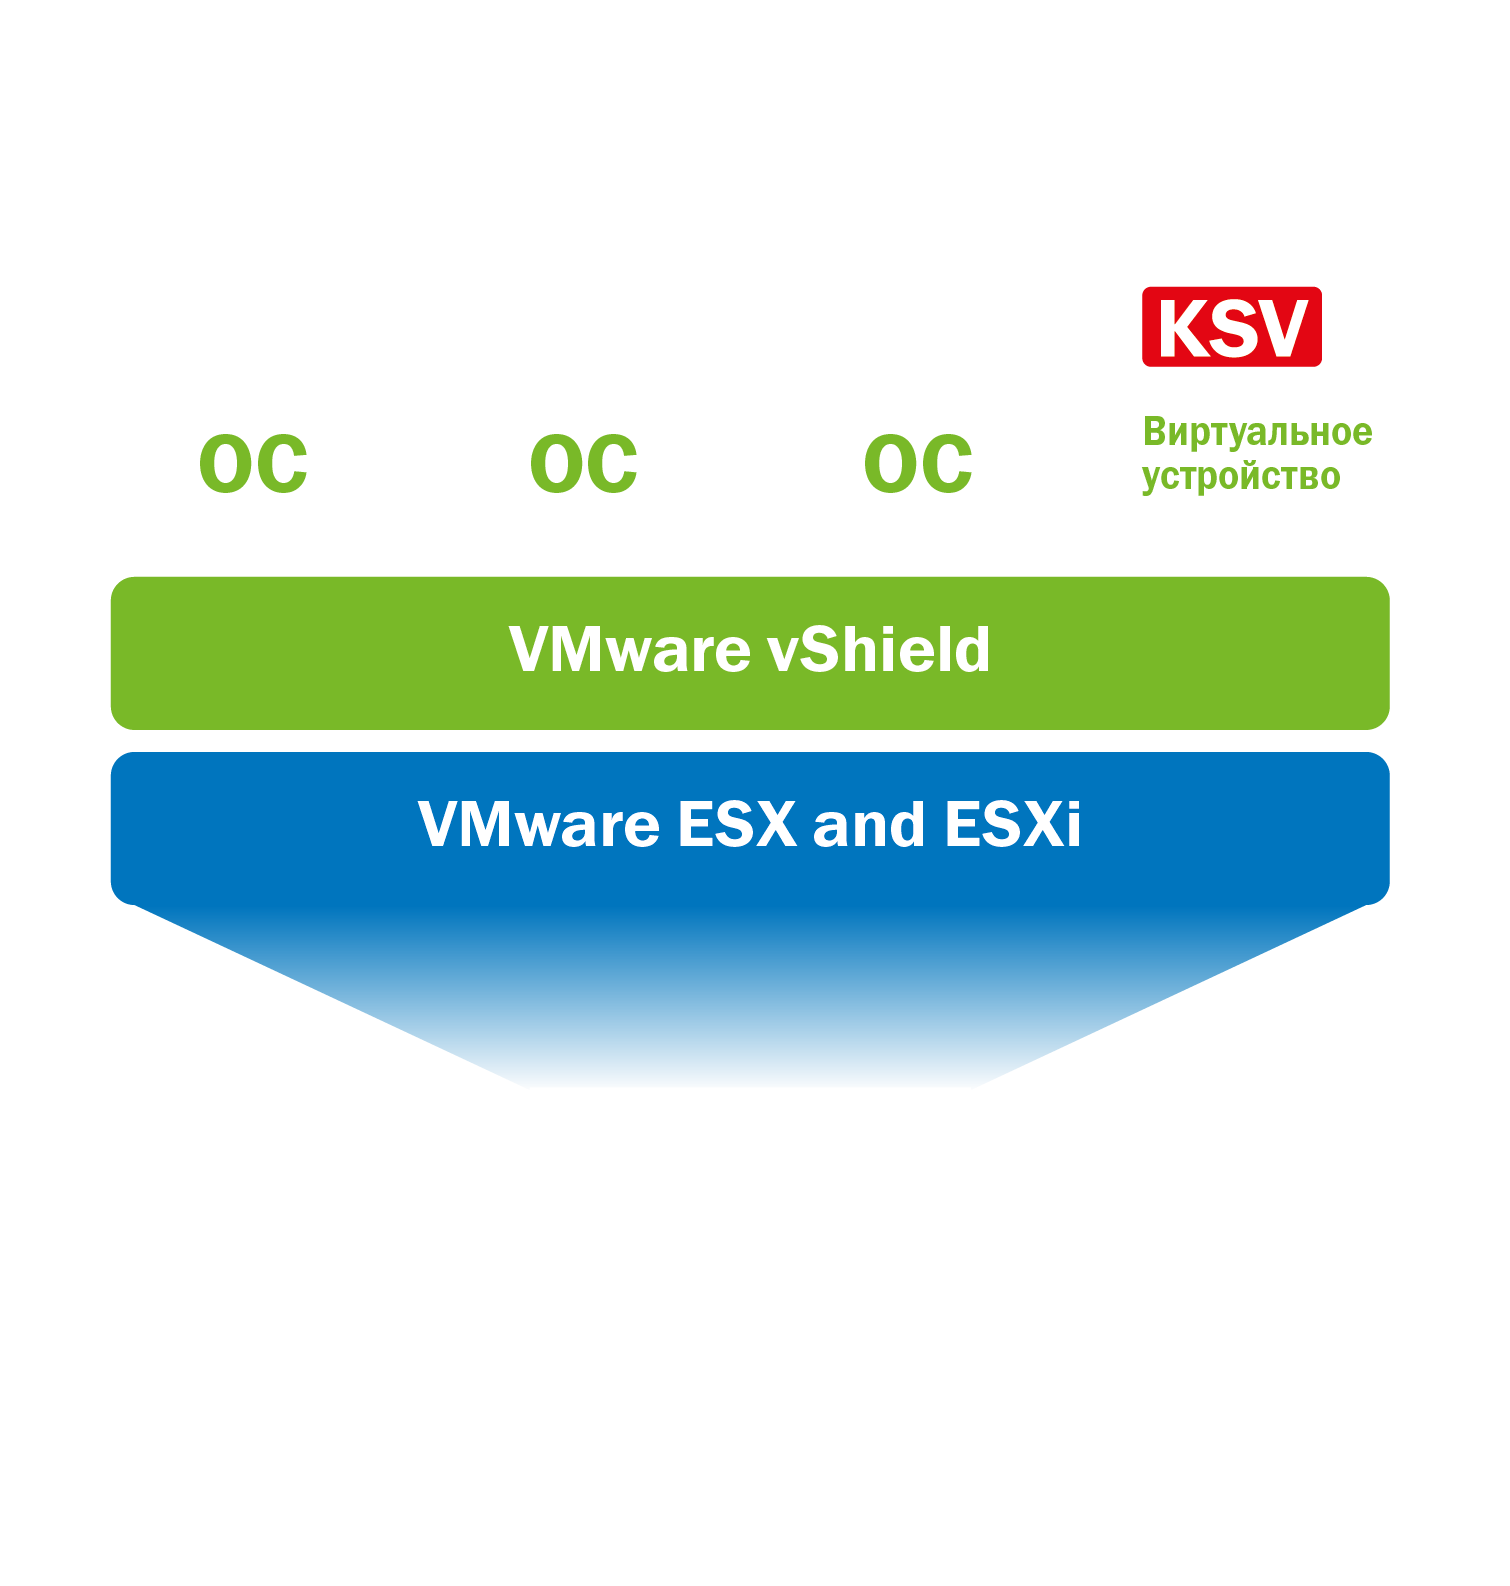 KSV
ОС
ОС
ОС
Виртуальное
устройство
VMware vShield
VMware ESX and ESXi